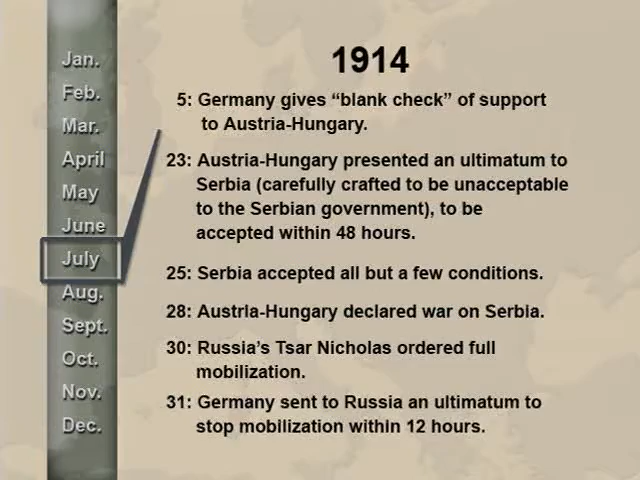 Jan.
Feb.
Mar.
April
May
June
July
Aug.
Sept.
Oct.
Nov.
Dec.
1914
5: Germany gives “blank check” of support
to Austria-Hungary.
23: Austria-Hungary presented an ultimatum to
Serbia (carefully crafted to be unacceptable
to the Serbian government), to be
accepted within 48 hours.
25: Serbia accepted all but a few conditions.
28: Austria-Hungary declared war on Serbia.
30: Russia’s Tsar Nicholas ordered full
mobilization.
31: Germany sent to Russia an ultimatum to
stop mobilization within 12 hours.